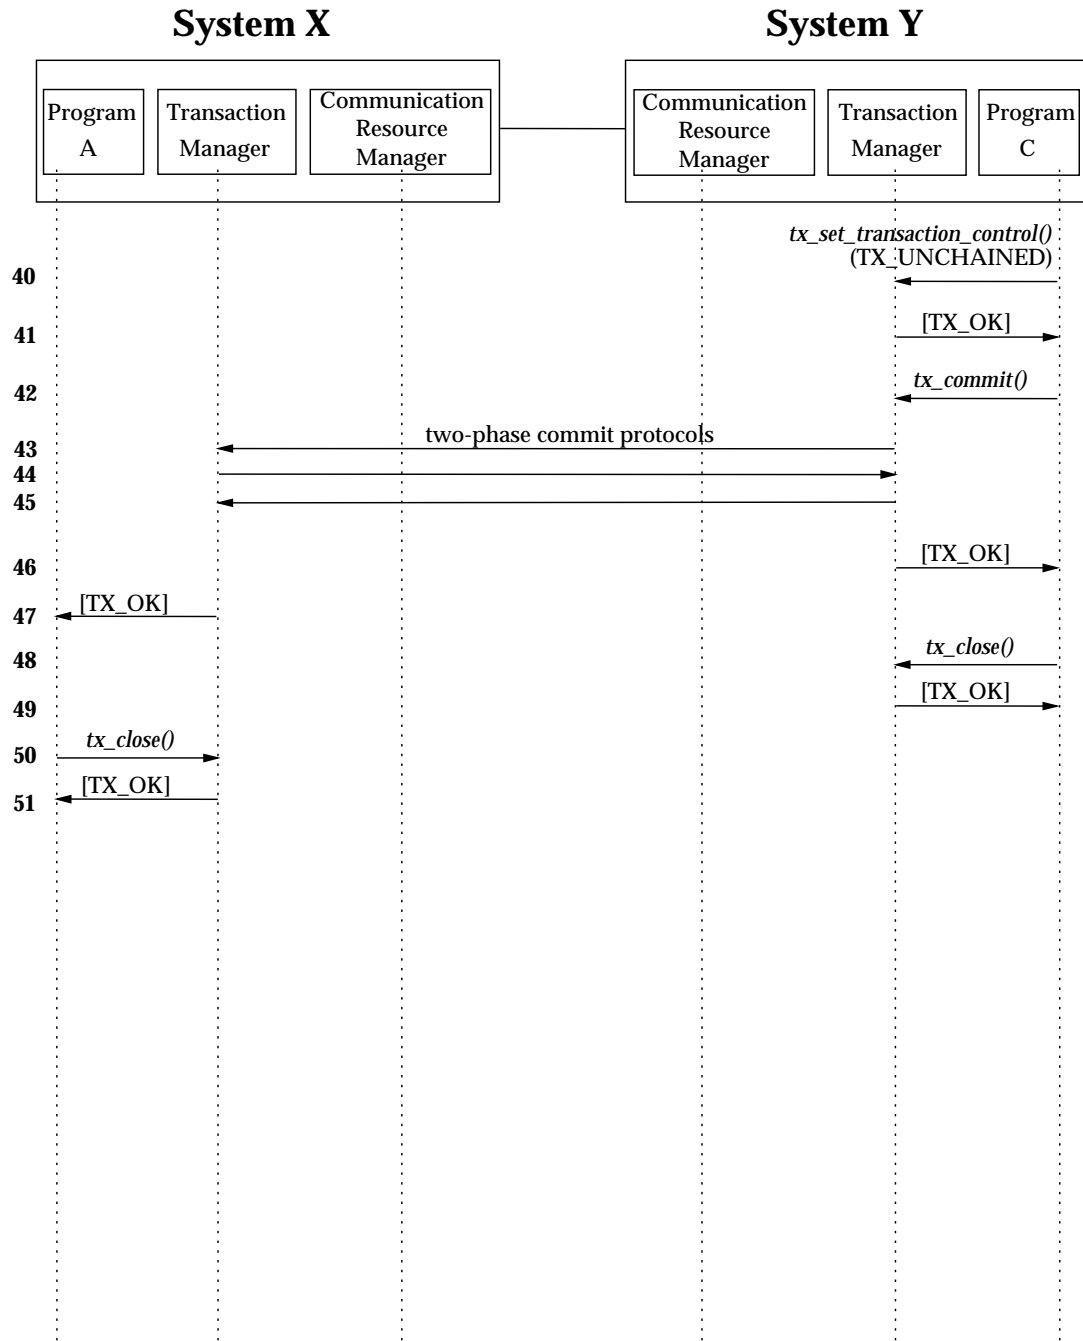 System X
System Y
Program
A
Transaction
Manager
Communication
Resource
Manager
Communication
Resource
Manager
Transaction
Manager
Program
C
tx_set_transaction_control()
(TX_UNCHAINED)
40
41
[TX_OK]
42
tx_commit()
43
two-phase commit protocols
44
45
46
[TX_OK]
47
[TX_OK]
48
tx_close()
49
[TX_OK]
50
tx_close()
51
[TX_OK]